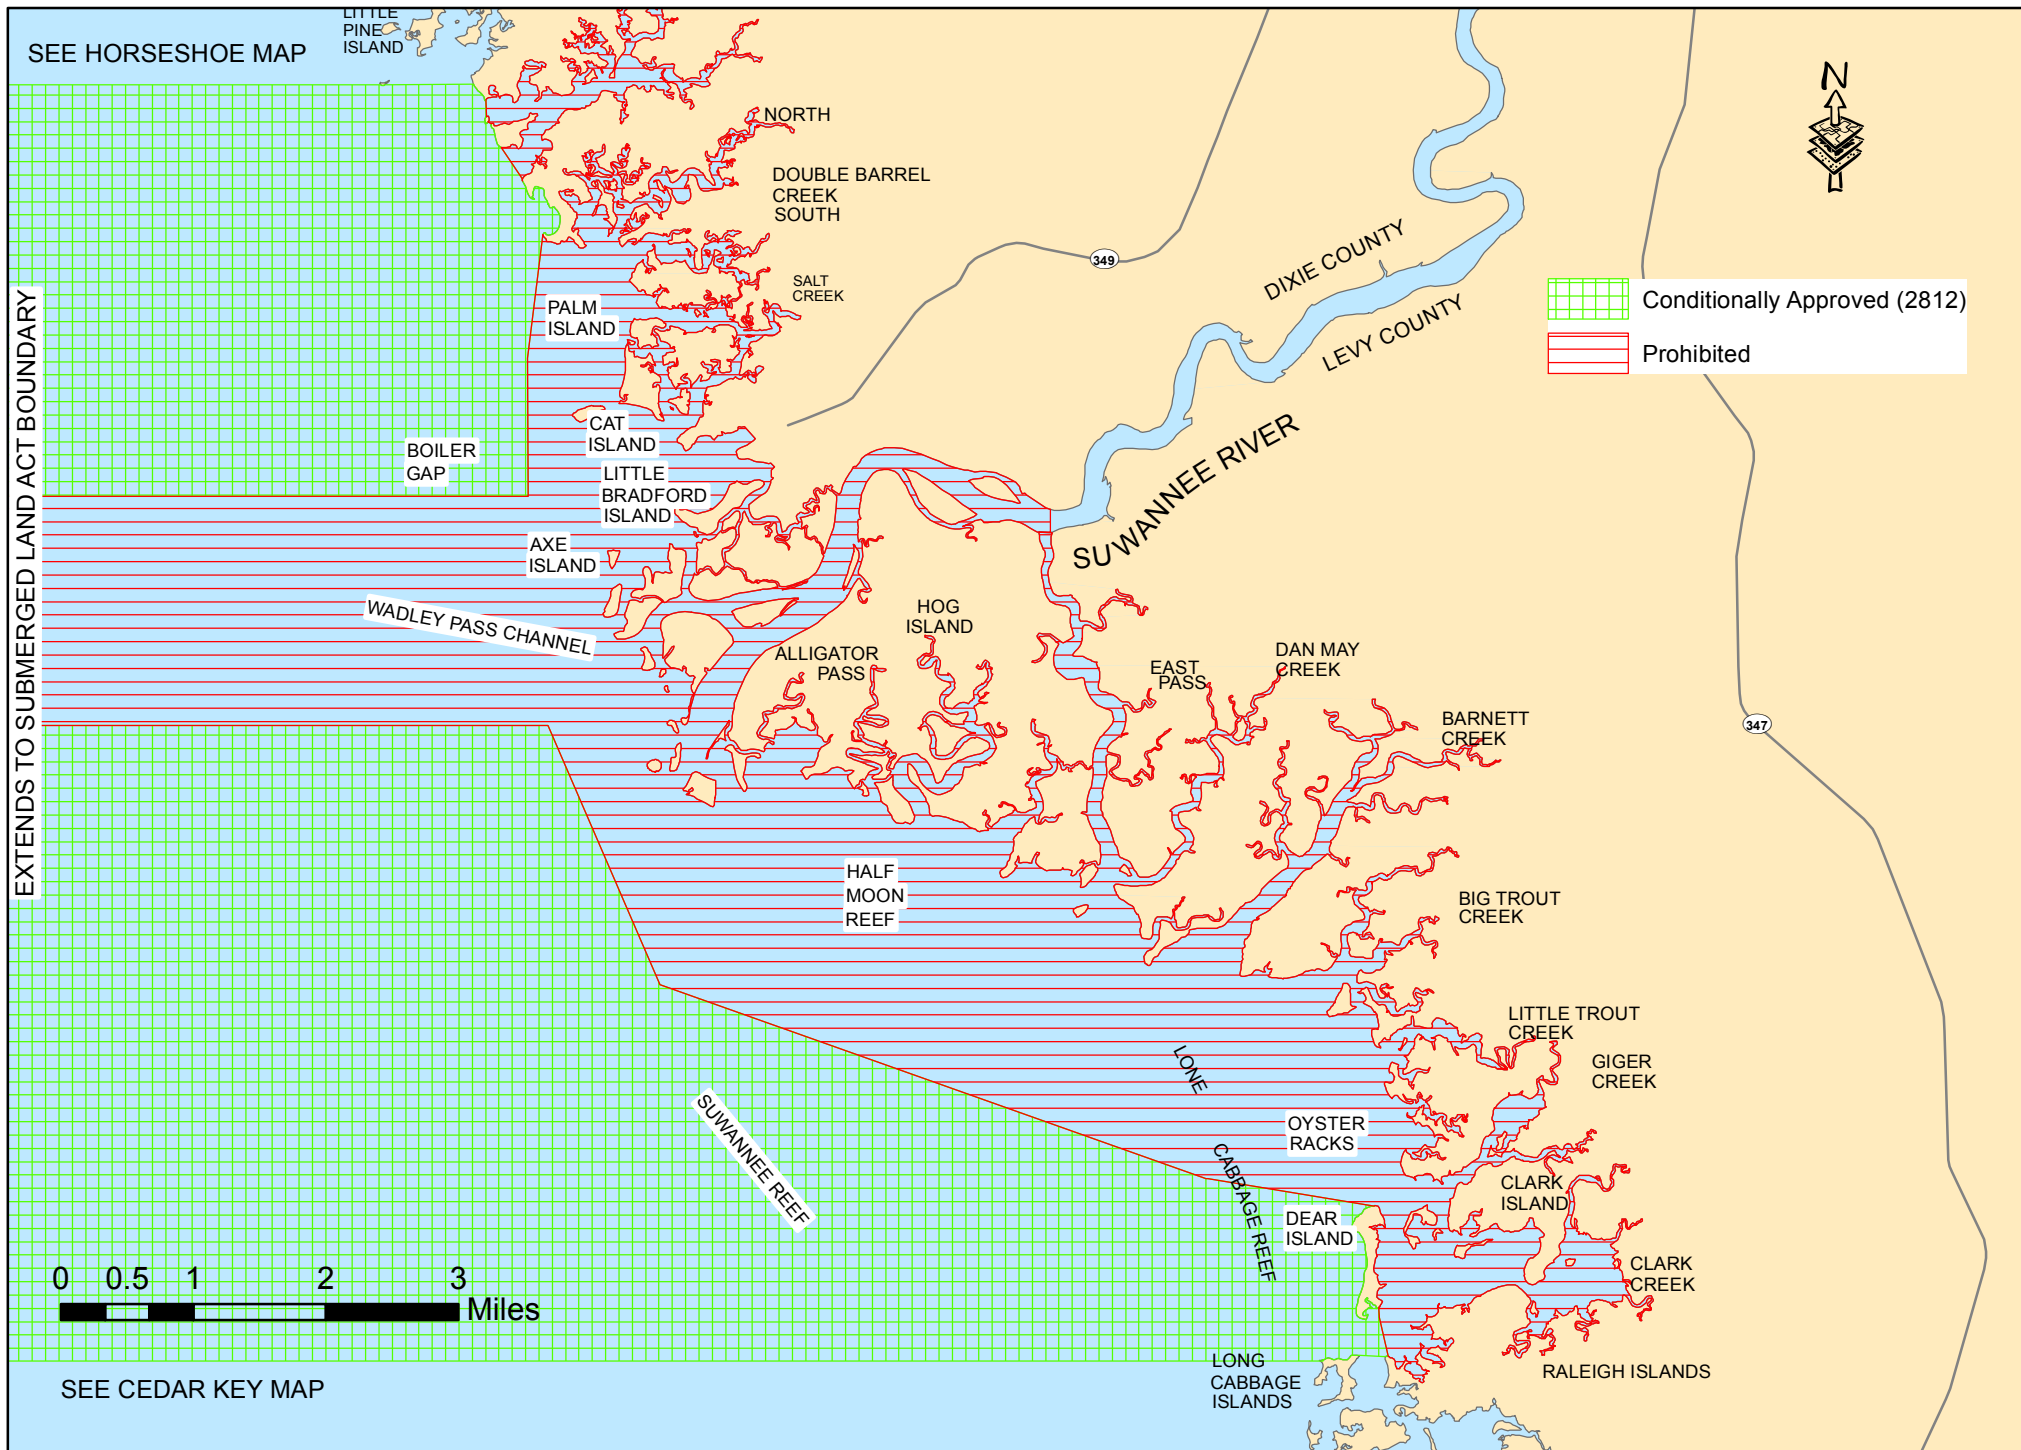 LITTLE
PINE
ISLAND
SEE HORSESHOE MAP
N
NORTH
DOUBLE BARREL
CREEK
SOUTH
349
DIXIE COUNTY
LEVY COUNTY
SALT
CREEK
PALM
ISLAND
Conditionally Approved (2812)
Prohibited
EXTENDS TO SUBMERGED LAND ACT BOUNDARY
CAT
ISLAND
BOILER
GAP
LITTLE
BRADFORD
ISLAND
SUWANNEE RIVER
AXE
ISLAND
WADLEY PASS CHANNEL
HOG
ISLAND
ALLIGATOR
PASS
EAST
PASS
DAN MAY
CREEK
BARNETT
CREEK
347
HALF
MOON
REEF
BIG TROUT
CREEK
LITTLE TROUT
CREEK
GIGER
CREEK
LONE
CABBAGE REEF
OYSTER
RACKS
SUWANNEE REEF
CLARK
ISLAND
DEAR
ISLAND
CLARK
CREEK
0 0.5 1 2 3
Miles
LONG
CABBAGE
ISLANDS
RALEIGH ISLANDS
SEE CEDAR KEY MAP